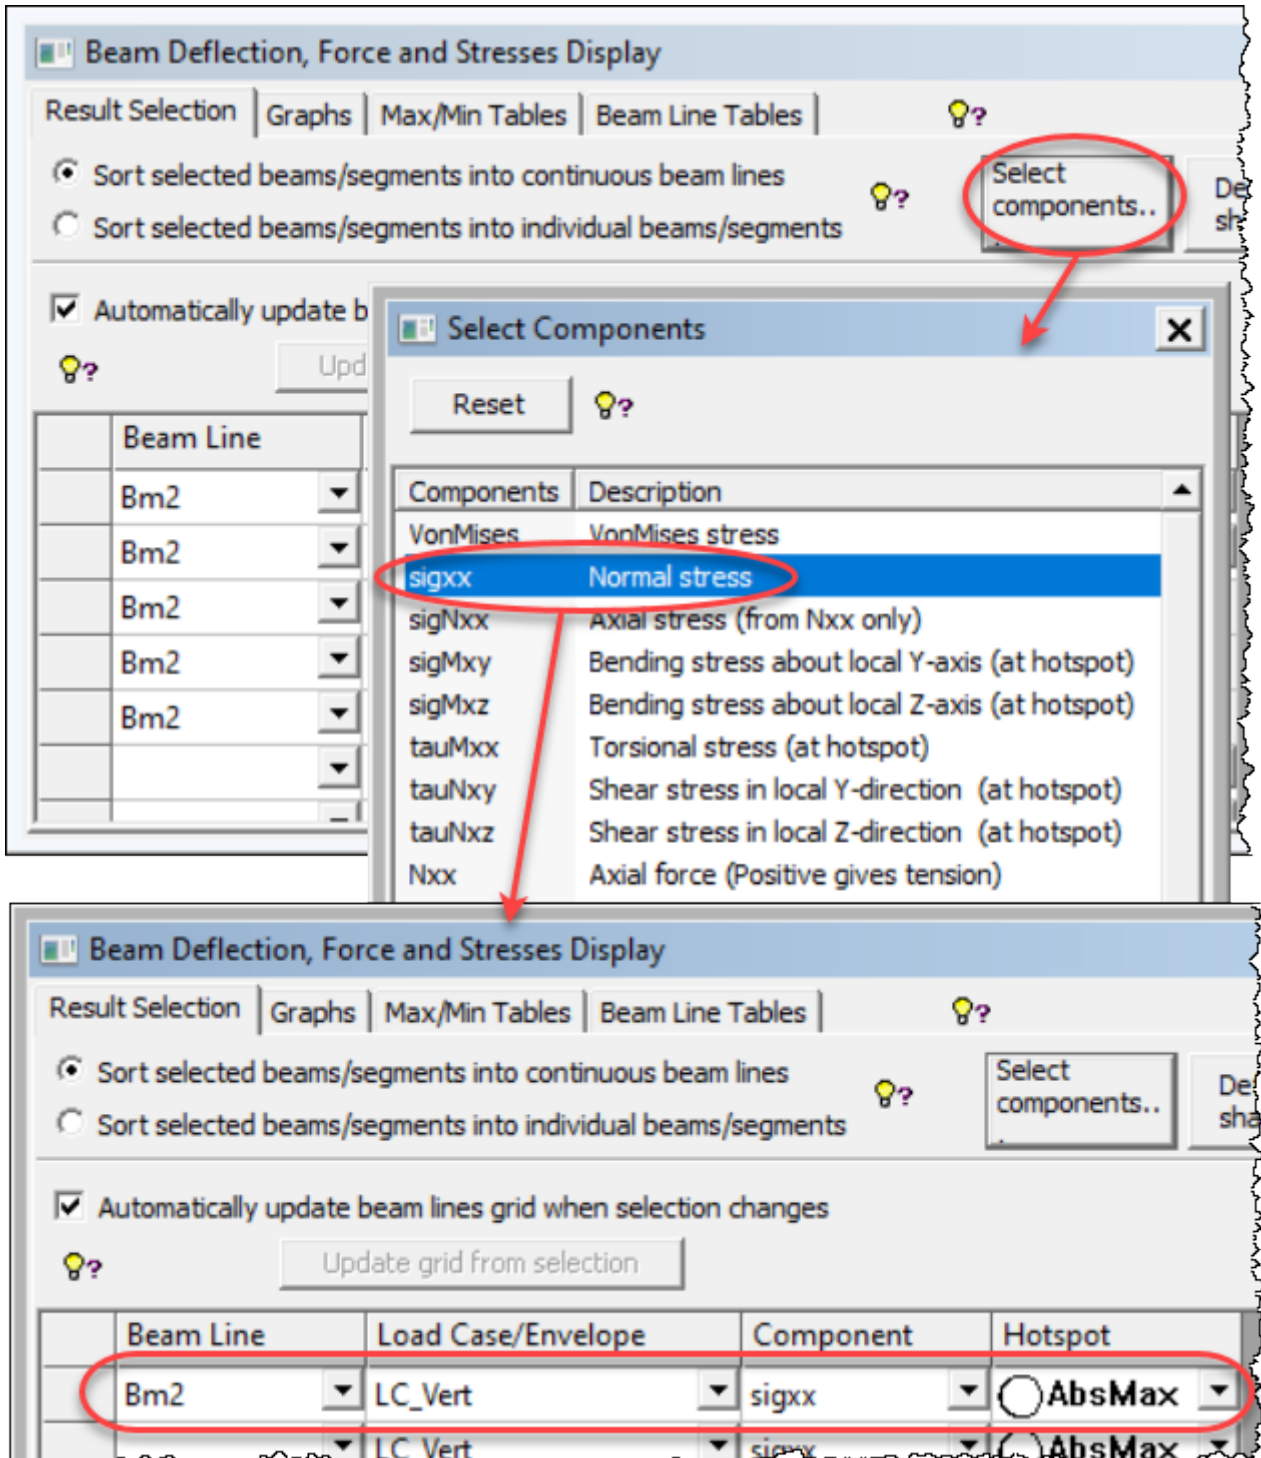 Beam Deflection, Force and Stresses Display
Result Selection Graphs Max/Min Tables Beam Line Tables ?
Sort selected beams/segments into continuous beam lines
Sort selected beams/segments into individual beams/segments
?
Select
components..
Automatically update b
?
Select Components
Reset ?
Beam Line
Bm2
Bm2
Bm2
Bm2
Bm2
Components Description
VonMises VonMises stress
sigxx Normal stress
sigNxx Axial stress (from Nxx only)
sigMxy Bending stress about local Y-axis (at hotspot)
sigMxz Bending stress about local Z-axis (at hotspot)
tauMxx Torsional stress (at hotspot)
tauNxy Shear stress in local Y-direction (at hotspot)
tauNxz Shear stress in local Z-direction (at hotspot)
Nxx Axial force (Positive gives tension)
Beam Deflection, Force and Stresses Display
Result Selection Graphs Max/Min Tables Beam Line Tables ?
Sort selected beams/segments into continuous beam lines
Sort selected beams/segments into individual beams/segments
?
Select
components..
Automatically update beam lines grid when selection changes
? Update grid from selection
Beam Line Load Case/Envelope Component Hotspot
Bm2 LC_Vert sigxx AbsMax
LC_Vert sigxx AbsMax